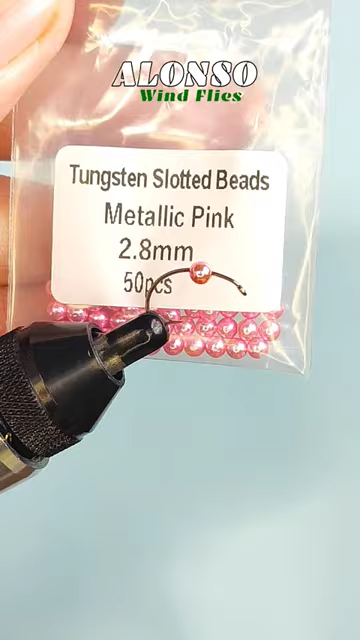 ALONSO
Wind Flies
Tungsten Slotted Beads
Metallic Pink
2.8mm
50pcs